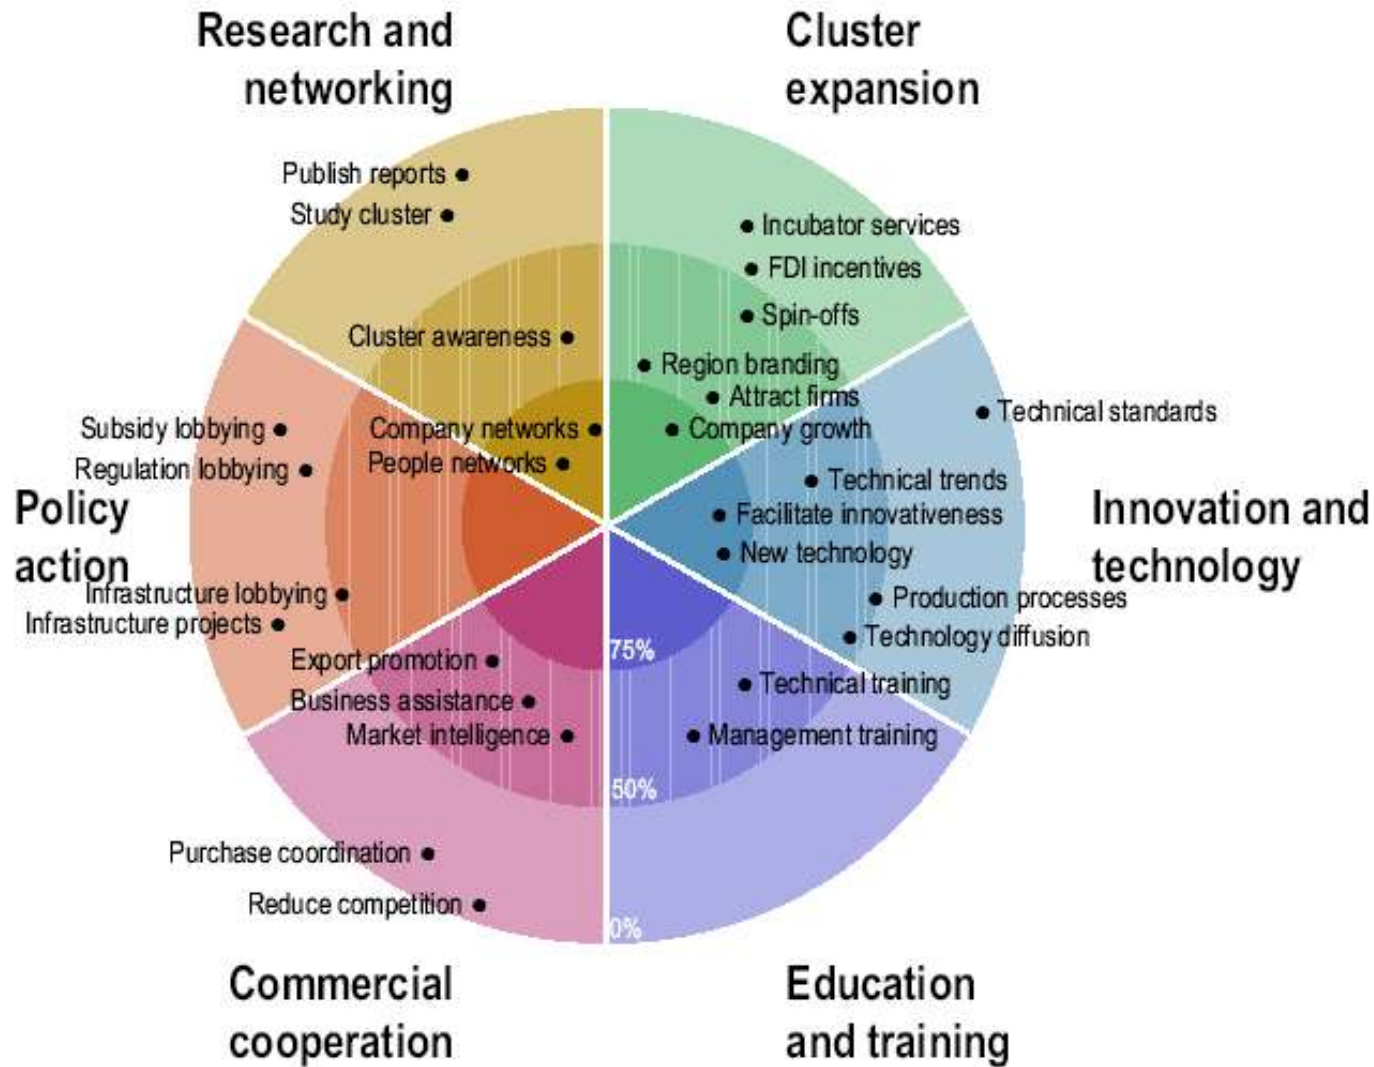 Research and
networking
Cluster
expansion
Publish reports
Study cluster
Incubator services
FDI incentives
Spin-offs
Cluster awareness
Region branding
Attract firms
Technical standards
Subsidy lobbying
Company networks
Company growth
Regulation lobbying
People networks
Technical trends
Policy
action
Facilitate innovativeness
Innovation and
technology
New technology
Infrastructure lobbying
Production processes
Infrastructure projects
Technology diffusion
75%
Export promotion
Technical training
Business assistance
Market intelligence
Management training
50%
Purchase coordination
Reduce competition
0%
Commercial
cooperation
Education
and training